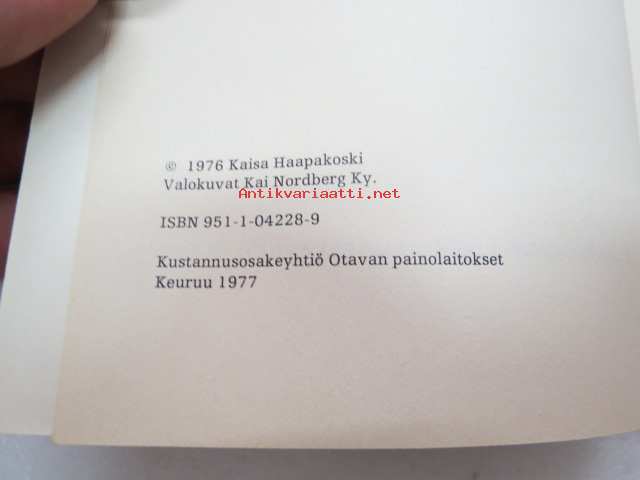 © 1976 Kaisa Haapakoski
Valokuvat Kai Nordberg Ky.
Antikvariaatti.net
ISBN 951-1-04228-9
Kustannusosakeyhtiö Otavan painolaitokset
Keuruu 1977